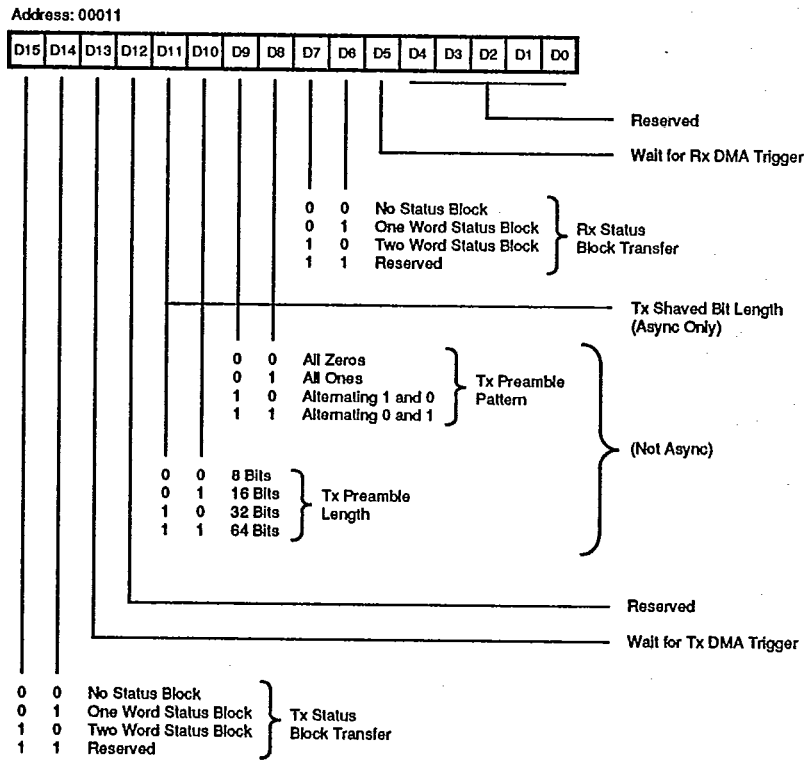 Address: 00011
D15 D14 D13 D12 D11 D10 D9 D8 D7 D6 D5 D4 D3 D2 D1 D0
Reserved
Wait for Rx DMA Trigger
0 0 No Status Block
0 1 One Word Status Block
1 0 Two Word Status Block
1 1 Reserved
Rx Status
Block Transfer
Tx Shaved Bit Length
(Async Only)
0 0 All Zeros
0 1 All Ones
1 0 Alternating 1 and 0
1 1 Alternating 0 and 1
Tx Preamble
Pattern
(Not Async)
0 0 8 Bits
0 1 16 Bits
1 0 32 Bits
1 1 64 Bits
Tx Preamble
Length
Reserved
Wait for Tx DMA Trigger
0 0 No Status Block
0 1 One Word Status Block
1 0 Two Word Status Block
1 1 Reserved
Tx Status
Block Transfer